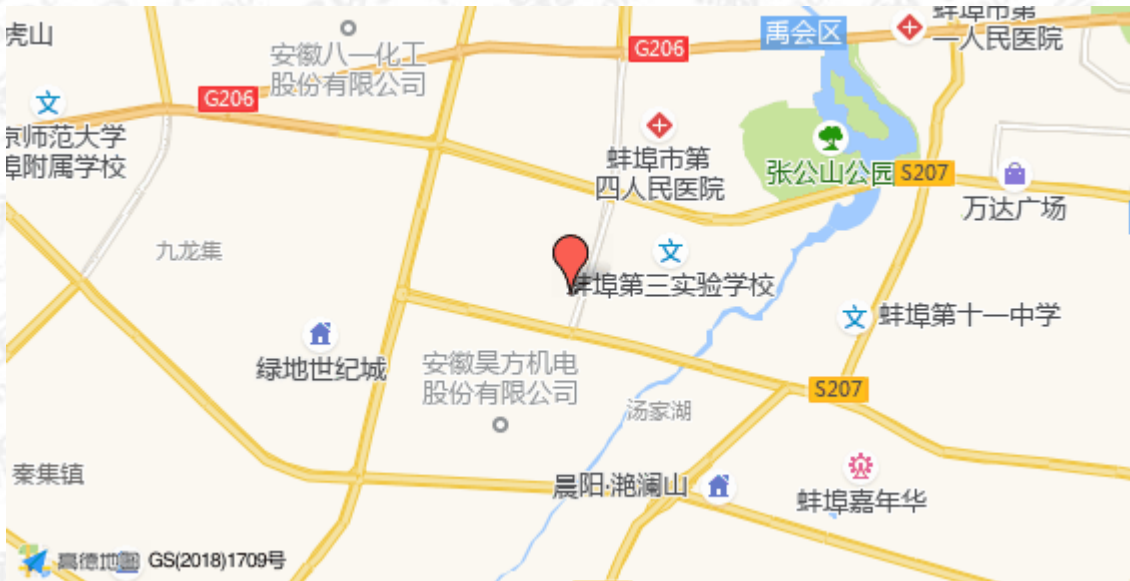 虎山
安徽八一化工
股份有限公司
G206
禹会区
蚌埠市第
一人民医院
G206
京师范大学
埠附属学校
蚌埠市第
四人民医院
张公山公园
S207
万达广场
九龙集
蚌埠第三实验学校
蚌埠第十一中学
绿地世纪城
安徽昊方机电
股份有限公司
S207
汤家湖
秦集镇
晨阳·滟澜山
蚌埠嘉年华
高德地图 GS(2018)1709号